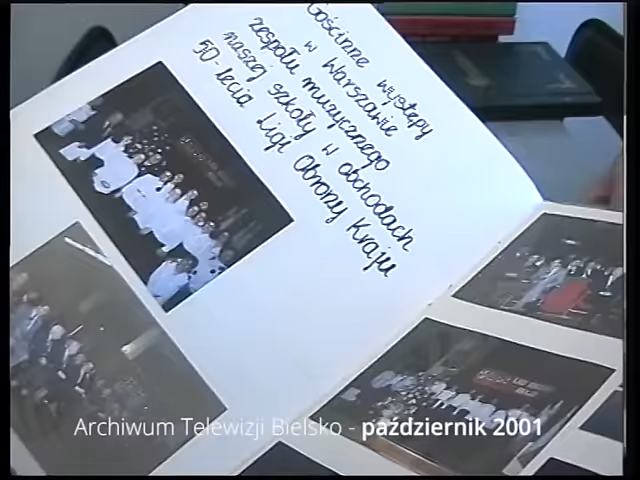 Gościnne występy
w Warszawie
zespołu muzycznego
naszej szkoły w obchodach
50-lecia Ligi Obrony Kraju
Archiwum Telewizji Bielsko - październik 2001